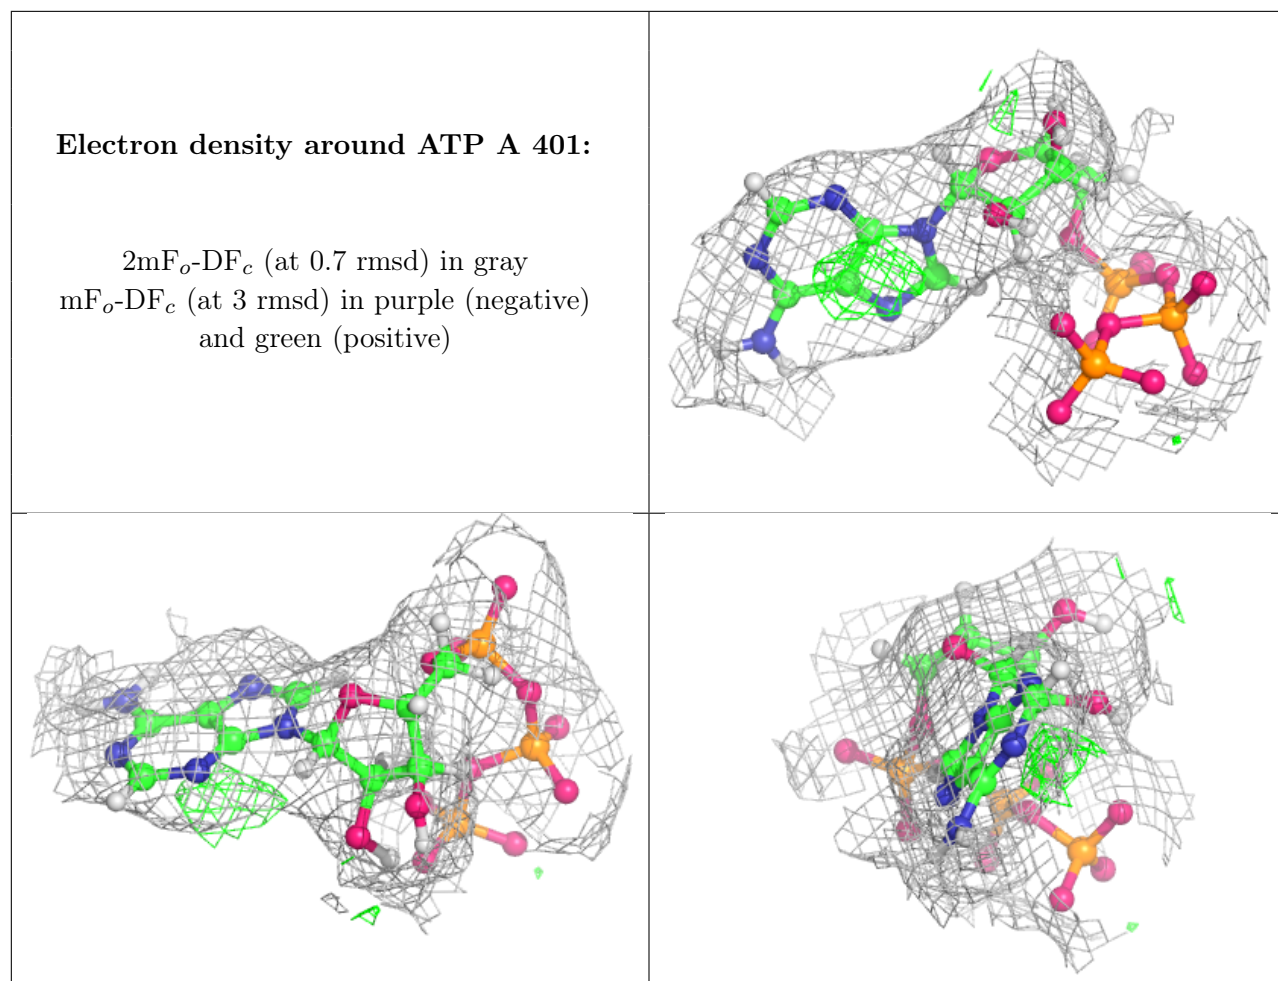 Electron density around ATP A 401:
2mFo-DFc (at 0.7 rmsd) in gray
mFo-DFc (at 3 rmsd) in purple (negative)
and green (positive)